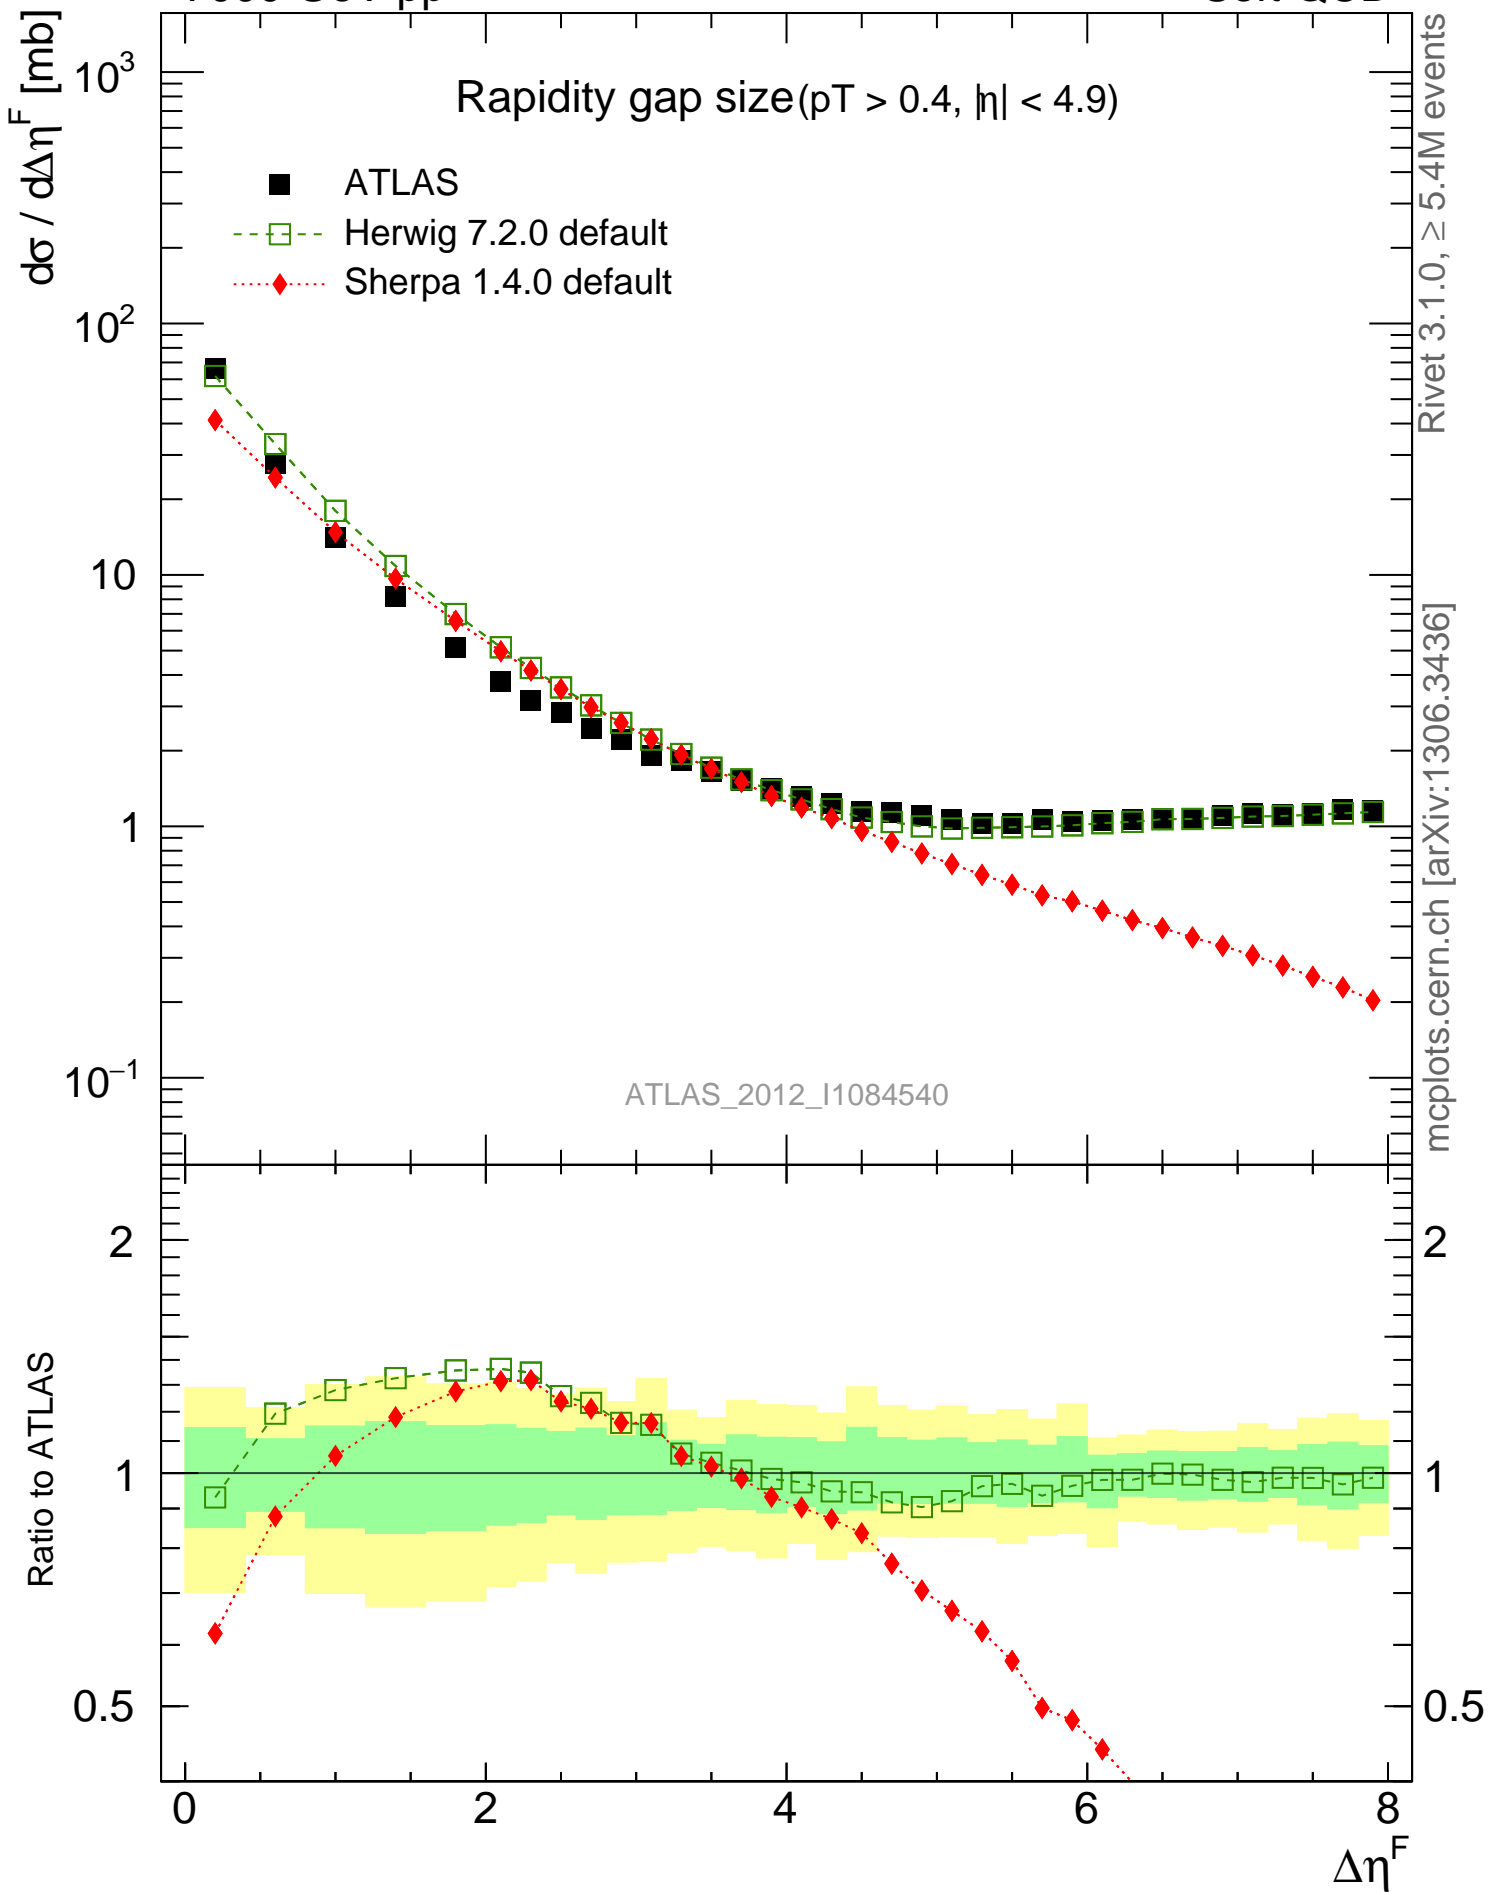 Rapidity gap size (pT > 0.4, |η| < 4.9)
dσ / dΔη^F [mb]
ATLAS
Herwig 7.2.0 default
Sherpa 1.4.0 default
10^3
10^2
10
1
10^−1
ATLAS_2012_I1084540
Rivet 3.1.0, ≥ 5.4M events
mcplots.cern.ch [arXiv:1306.3436]
Ratio to ATLAS
2
1
0.5
2
1
0.5
0
2
4
6
8
Δη^F